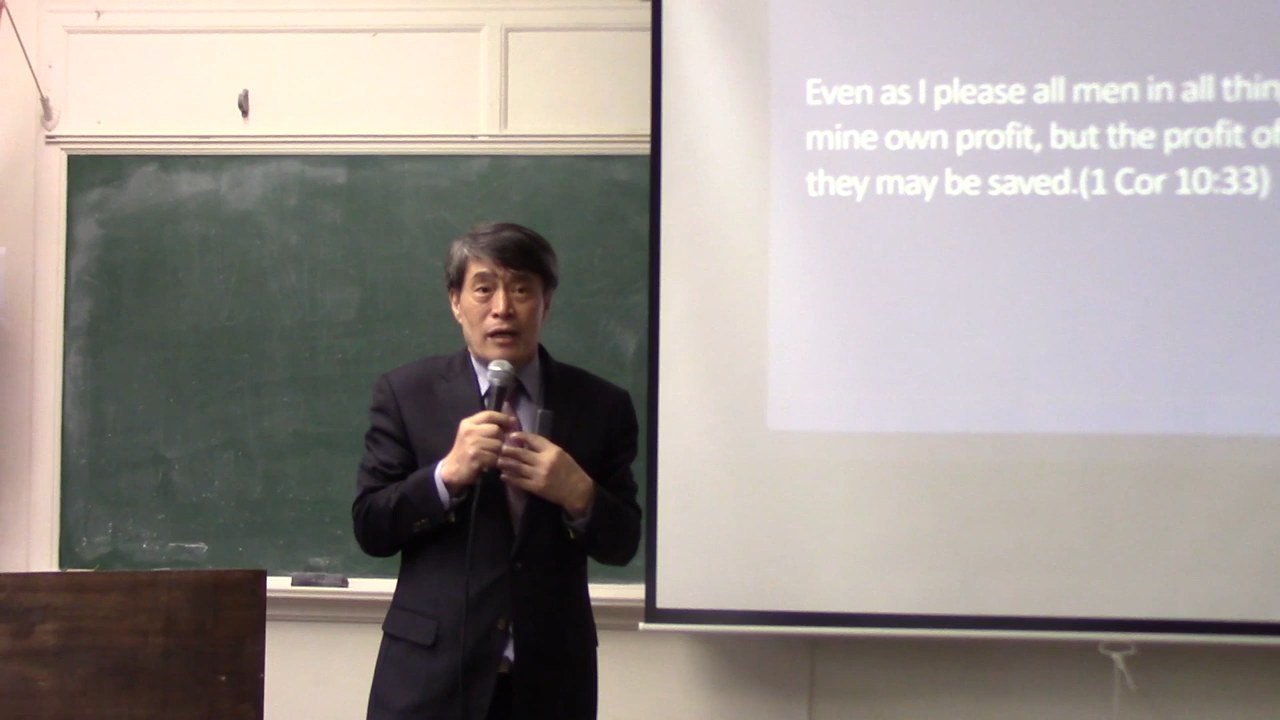 Even as I please all men in all thin
mine own profit, but the profit of
they may be saved.(1 Cor 10:33)